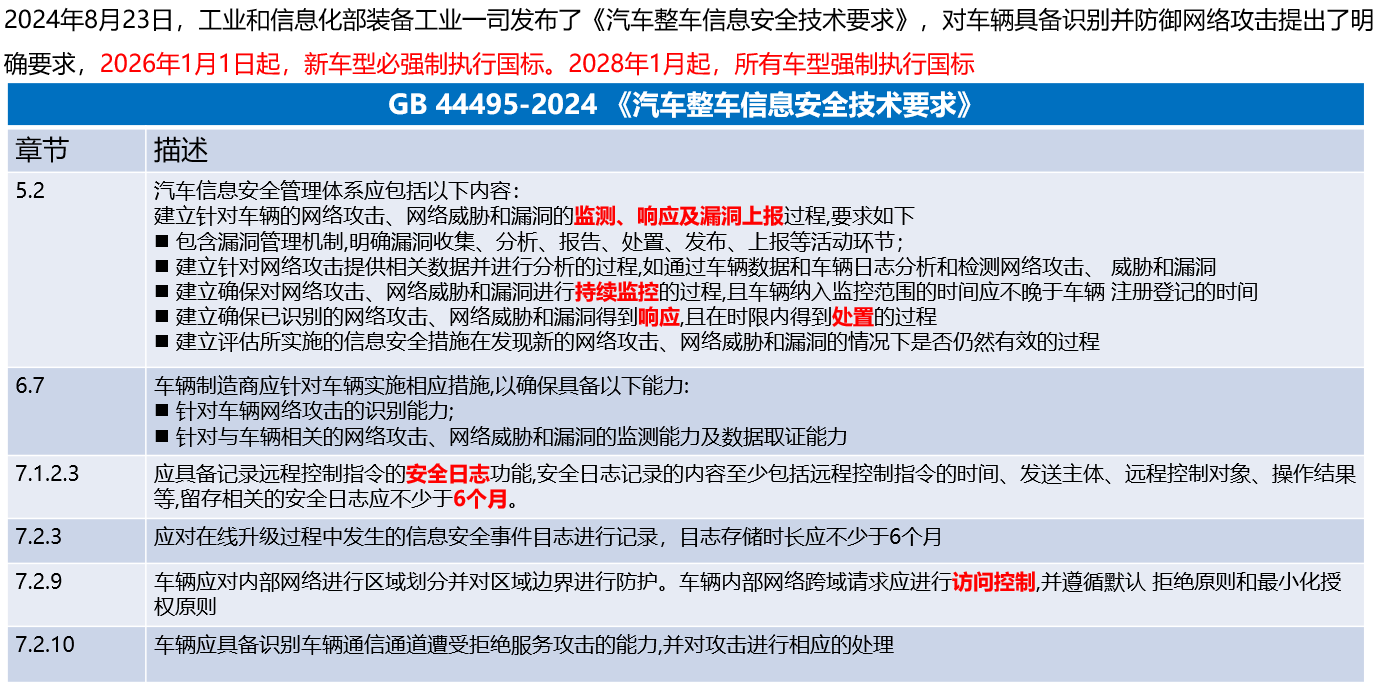 2024年8月23日，工业和信息化部装备工业一司发布了《汽车整车信息安全技术要求》，对车辆具备识别并防御网络攻击提出了明
确要求，2026年1月1日起，新车型必强制执行国标。2028年1月起，所有车型强制执行国标
GB 44495-2024 《汽车整车信息安全技术要求》
章节 描述
5.2 汽车信息安全管理体系应包括以下内容：
建立针对车辆的网络攻击、网络威胁和漏洞的监测、响应及漏洞上报过程,要求如下
■ 包含漏洞管理机制,明确漏洞收集、分析、报告、处置、发布、上报等活动环节；
■ 建立针对网络攻击提供相关数据并进行分析的过程,如通过车辆数据和车辆日志分析和检测网络攻击、 威胁和漏洞
■ 建立确保对网络攻击、网络威胁和漏洞进行持续监控的过程,且车辆纳入监控范围的时间应不晚于车辆 注册登记的时间
■ 建立确保已识别的网络攻击、网络威胁和漏洞得到响应,且在时限内得到处置的过程
■ 建立评估所实施的信息安全措施在发现新的网络攻击、网络威胁和漏洞的情况下是否仍然有效的过程
6.7 车辆制造商应针对车辆实施相应措施,以确保具备以下能力:
■ 针对车辆网络攻击的识别能力;
■ 针对与车辆相关的网络攻击、网络威胁和漏洞的监测能力及数据取证能力
7.1.2.3 应具备记录远程控制指令的安全日志功能,安全日志记录的内容至少包括远程控制指令的时间、发送主体、远程控制对象、操作结果
等,留存相关的安全日志应不少于6个月。
7.2.3 应对在线升级过程中发生的信息安全事件目志进行记录，目志存储时长应不少于6个月
7.2.9 车辆应对内部网络进行区域划分并对区域边界进行防护。车辆内部网络跨域请求应进行访问控制,并遵循默认 拒绝原则和最小化授
权原则
7.2.10 车辆应具备识别车辆通信通道遭受拒绝服务攻击的能力,并对攻击进行相应的处理